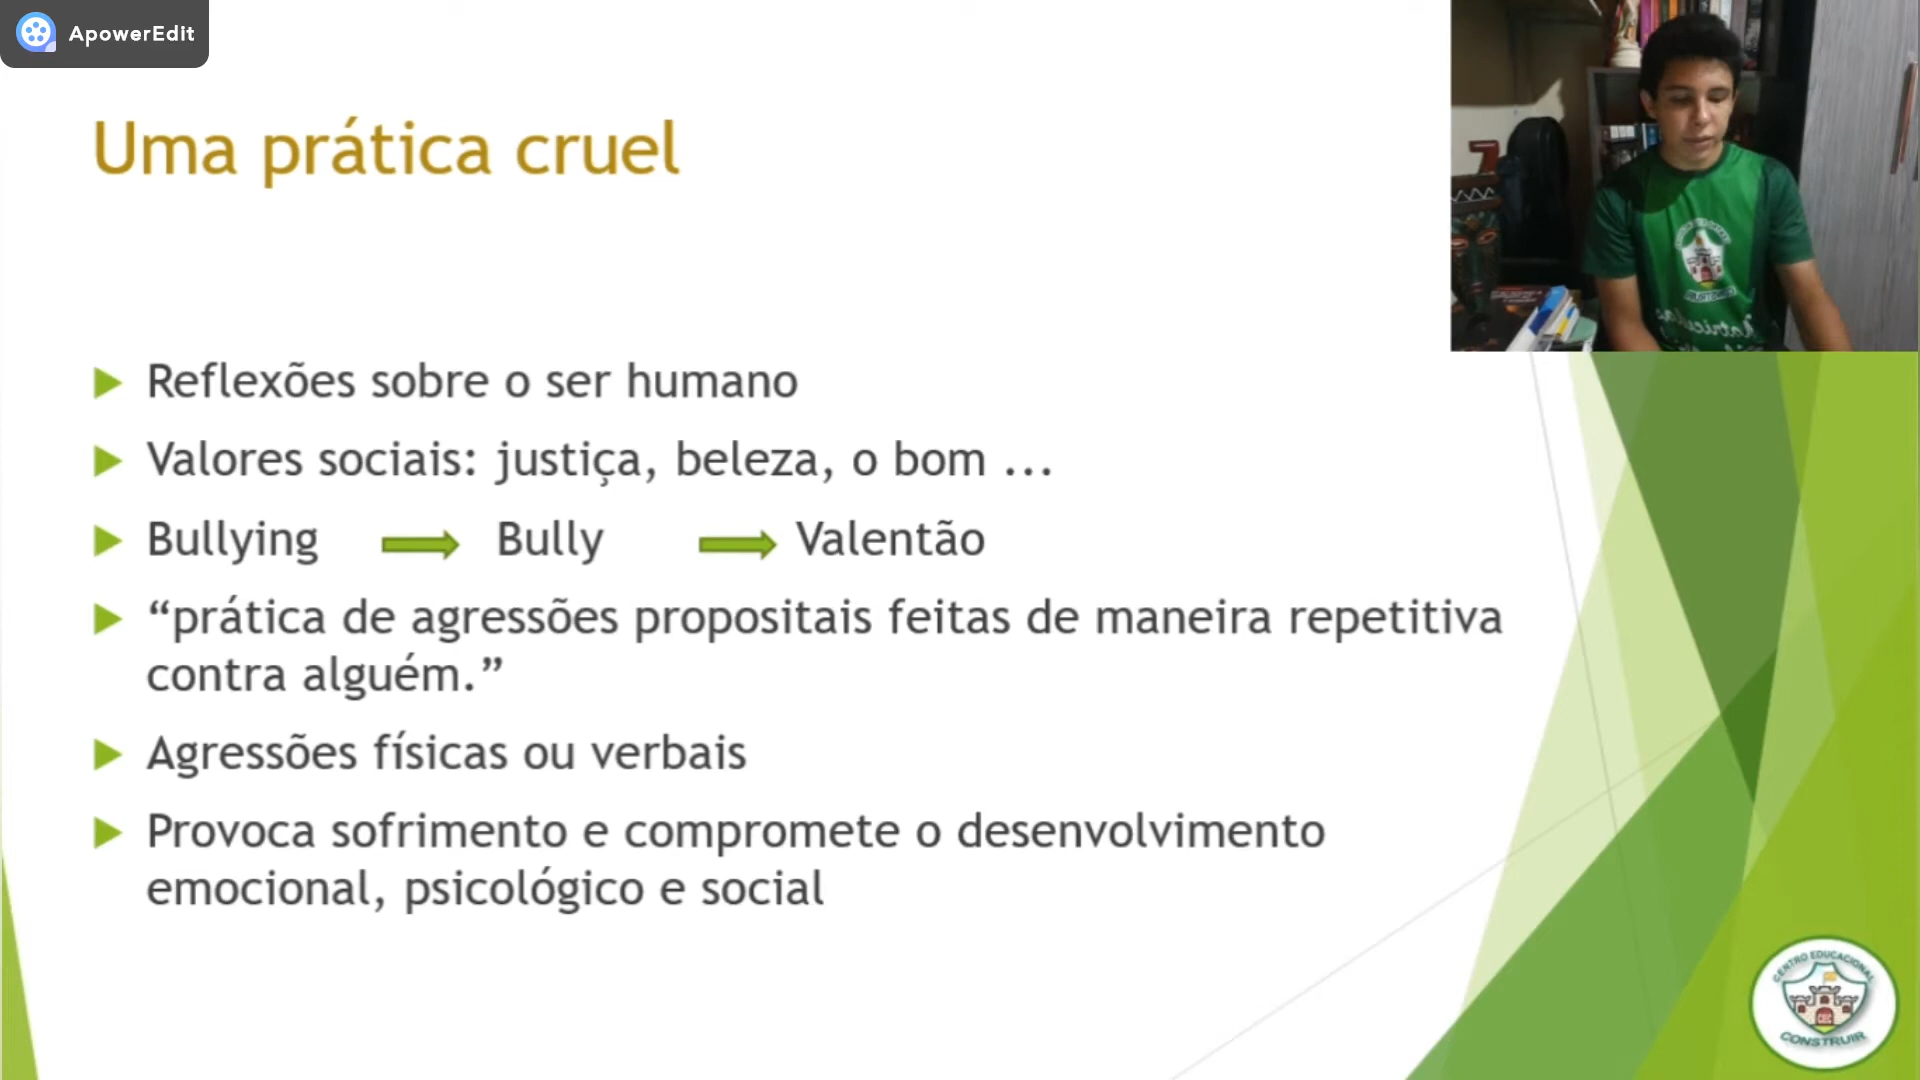 ApowerEdit
Uma prática cruel
Reflexões sobre o ser humano
Valores sociais: justiça, beleza, o bom ...
Bullying Bully Valentão
“prática de agressões propositais feitas de maneira repetitiva
contra alguém.”
Agressões físicas ou verbais
Provoca sofrimento e compromete o desenvolvimento
emocional, psicológico e social
CENTRO EDUCACIONAL
CEC
CONSTRUIR